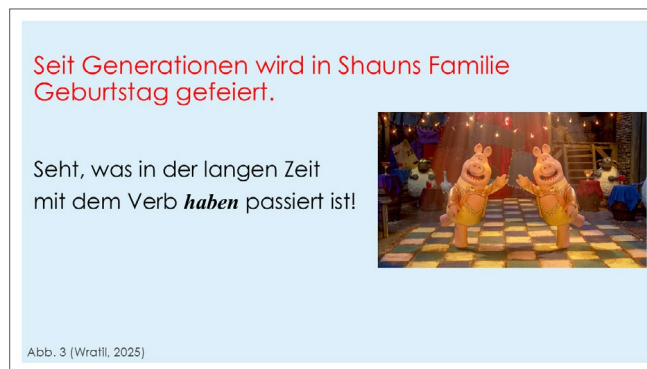 Seit Generationen wird in Shauns Familie
Geburtstag gefeiert.
Seht, was in der langen Zeit
mit dem Verb haben passiert ist!
Abb. 3 (Wratil, 2025)